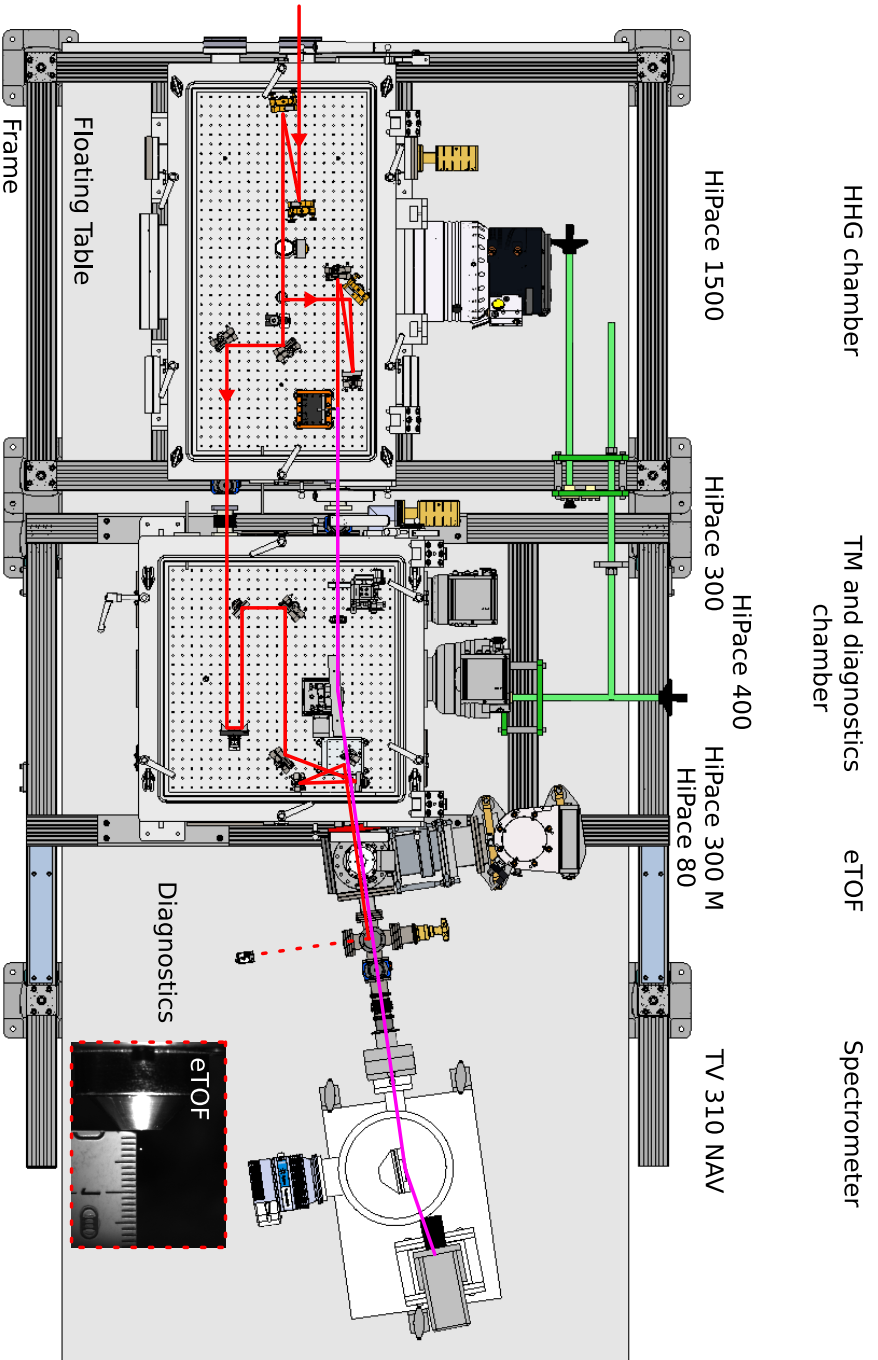 HHG chamber
TM and diagnostics
chamber
eTOF
Spectrometer
HiPace 1500
HiPace 300
HiPace 400
HiPace 300 M
HiPace 80
TV 310 NAV
Floating Table
Frame
Diagnostics
eTOF